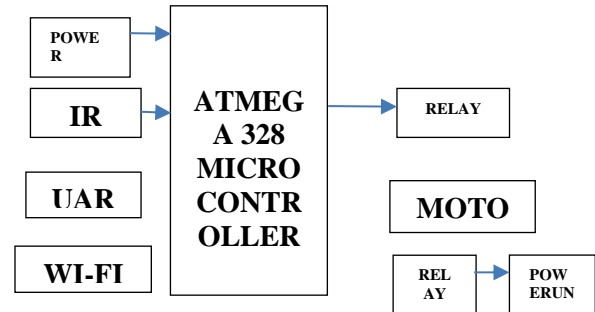 POWE
R
IR
UAR
WI-FI
ATMEG
A 328
MICRO
CONTR
OLLER
RELAY
MOTO
REL
AY
POW
ERUN